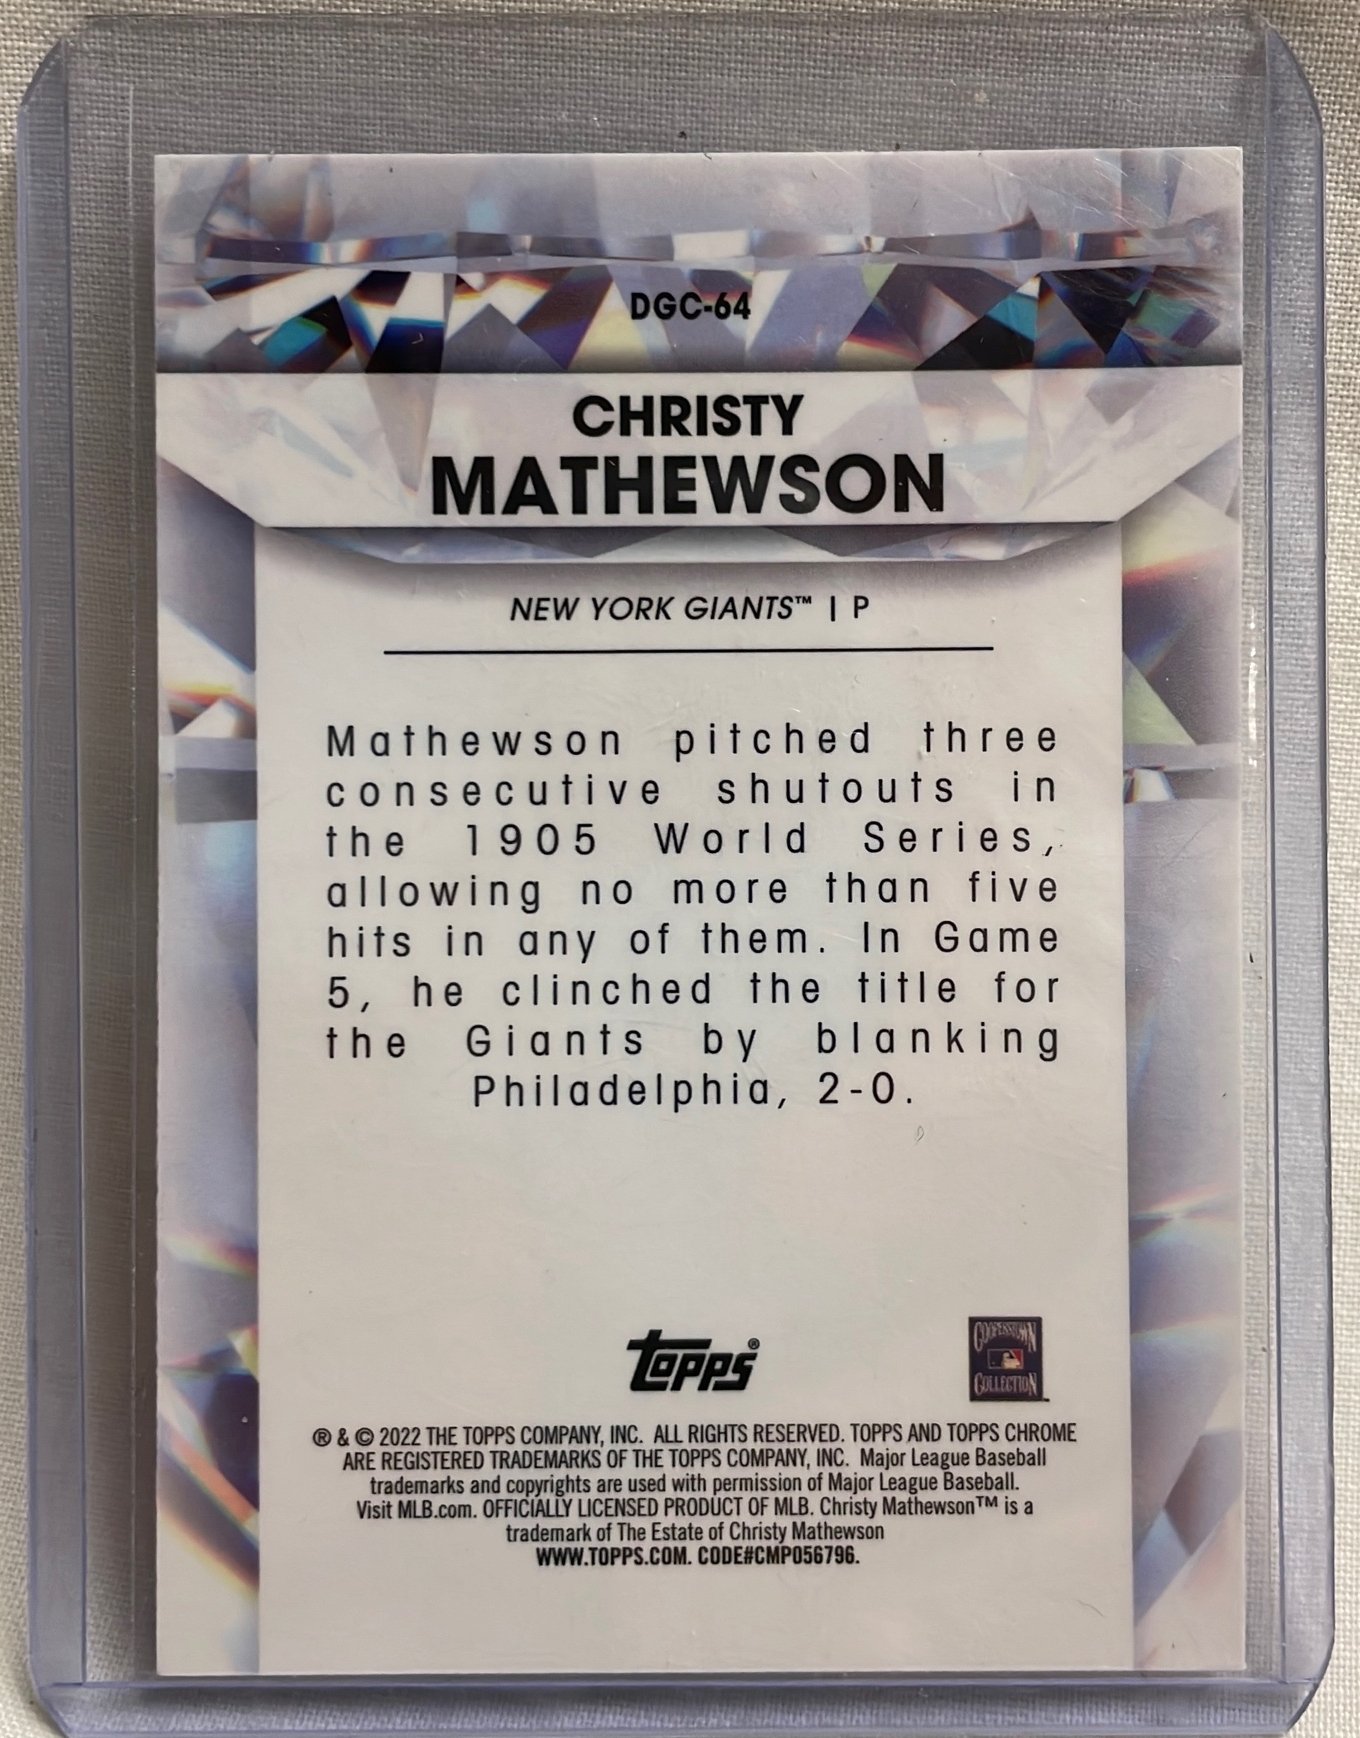 DGC-64
CHRISTY
MATHEWSON
NEW YORK GIANTS™ | P
Mathewson pitched three
consecutive shutouts in
the 1905 World Series,
allowing no more than five
hits in any of them. In Game
5, he clinched the title for
the Giants by blanking
Philadelphia, 2-0.
topps®
COOPERSTOWN
COLLECTION
® & © 2022 THE TOPPS COMPANY, INC. ALL RIGHTS RESERVED. TOPPS AND TOPPS CHROME
ARE REGISTERED TRADEMARKS OF THE TOPPS COMPANY, INC. Major League Baseball
trademarks and copyrights are used with permission of Major League Baseball.
Visit MLB.com. OFFICIALLY LICENSED PRODUCT OF MLB. Christy Mathewson™ is a
trademark of The Estate of Christy Mathewson
WWW.TOPPS.COM. CODE#CMP056796.